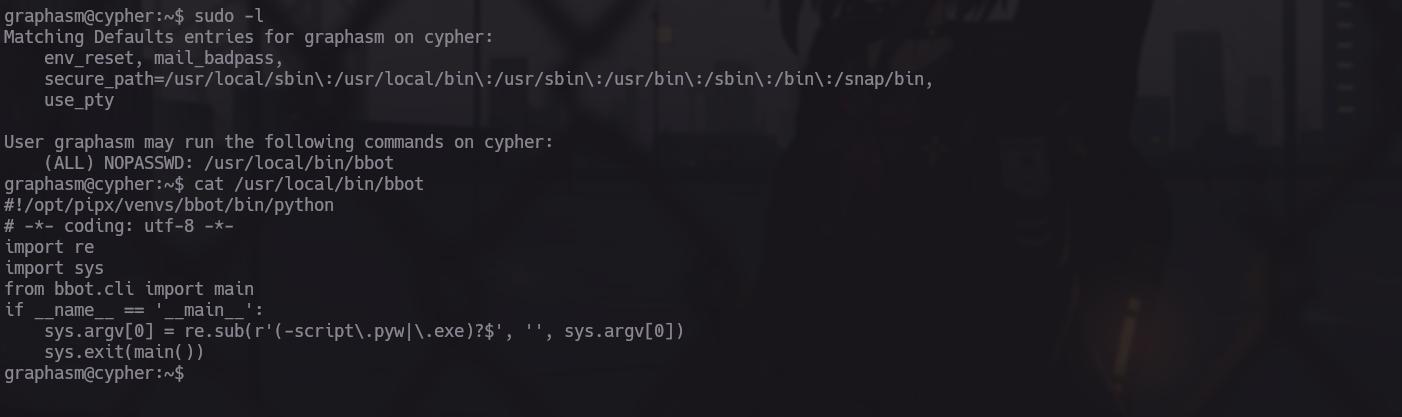 graphasm@cypher:~$ sudo -l
Matching Defaults entries for graphasm on cypher:
    env_reset, mail_badpass,
    secure_path=/usr/local/sbin\:/usr/local/bin\:/usr/sbin\:/usr/bin\:/sbin\:/bin\:/snap/bin,
    use_pty

User graphasm may run the following commands on cypher:
    (ALL) NOPASSWD: /usr/local/bin/bbot
graphasm@cypher:~$ cat /usr/local/bin/bbot
#!/opt/pipx/venvs/bbot/bin/python
# -*- coding: utf-8 -*-
import re
import sys
from bbot.cli import main
if __name__ == '__main__':
    sys.argv[0] = re.sub(r'(-script\.pyw|\.exe)?$', '', sys.argv[0])
    sys.exit(main())
graphasm@cypher:~$